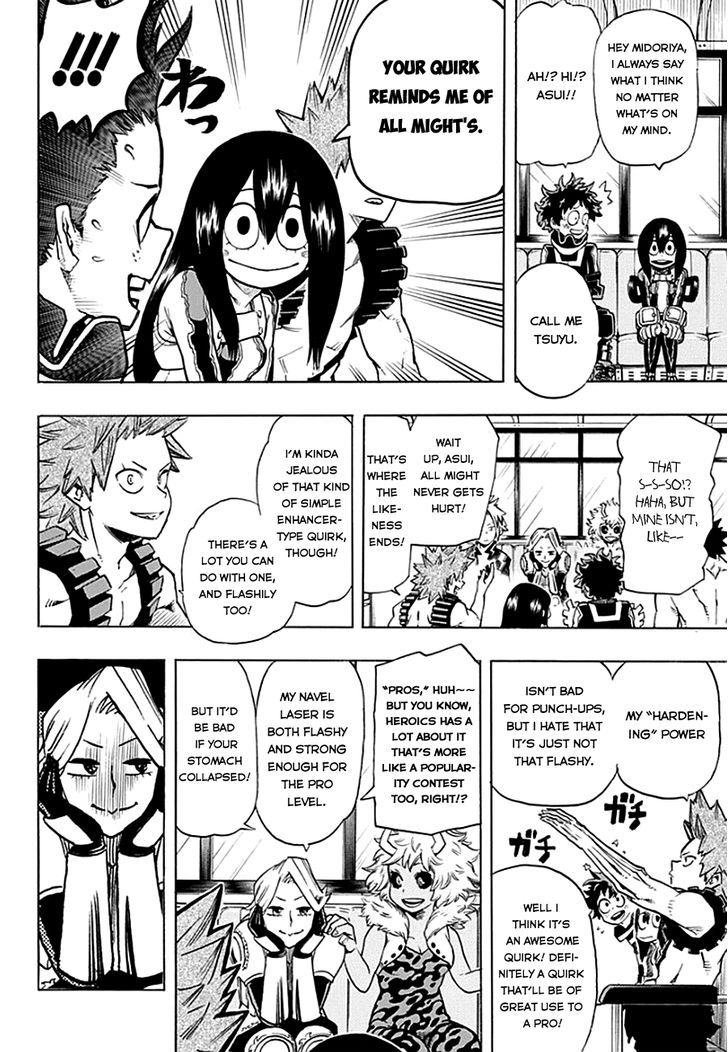 HEY MIDORIYA,
I ALWAYS SAY
WHAT I THINK
NO MATTER
WHAT'S ON
MY MIND.
AH!? HI!?
ASUI!!
CALL ME
TSUYU.
YOUR QUIRK
REMINDS ME OF
ALL MIGHT'S.
わっ
!!!
THAT
S-S-SO!?
HAHA, BUT
MINE ISN'T,
LIKE--
WAIT
UP, ASUI,
ALL MIGHT
NEVER GETS
HURT!
THAT'S
WHERE
THE
LIKE-
NESS
ENDS!
I'M KINDA
JEALOUS
OF THAT KIND
OF SIMPLE
ENHANCER-
TYPE QUIRK,
THOUGH!
THERE'S A
LOT YOU CAN
DO WITH ONE,
AND FLASHILY
TOO!
MY "HARDEN-
ING" POWER
ISN'T BAD
FOR PUNCH-UPS,
BUT I HATE THAT
IT'S JUST NOT
THAT FLASHY.
ガチ
ガチ
WELL I
THINK IT'S
AN AWESOME
QUIRK! DEFI-
NITELY A QUIRK
THAT'LL BE OF
GREAT USE TO
A PRO!
"PROS," HUH~~
BUT YOU KNOW,
HEROICS HAS A
LOT ABOUT IT
THAT'S MORE
LIKE A POPULAR-
ITY CONTEST
TOO, RIGHT!?
MY NAVEL
LASER IS
BOTH FLASHY
AND STRONG
ENOUGH FOR
THE PRO
LEVEL.
BUT IT'D
BE BAD
IF YOUR
STOMACH
COLLAPSED!